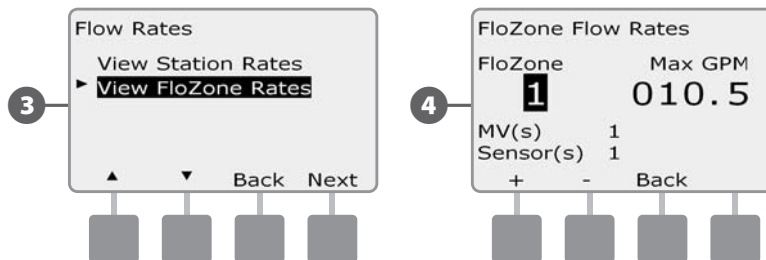 3
Flow Rates
View Station Rates
► View FloZone Rates
▲ ▼ Back Next
4
FloZone Flow Rates
FloZone Max GPM
1 010.5
MV(s) 1
Sensor(s) 1
+ - Back